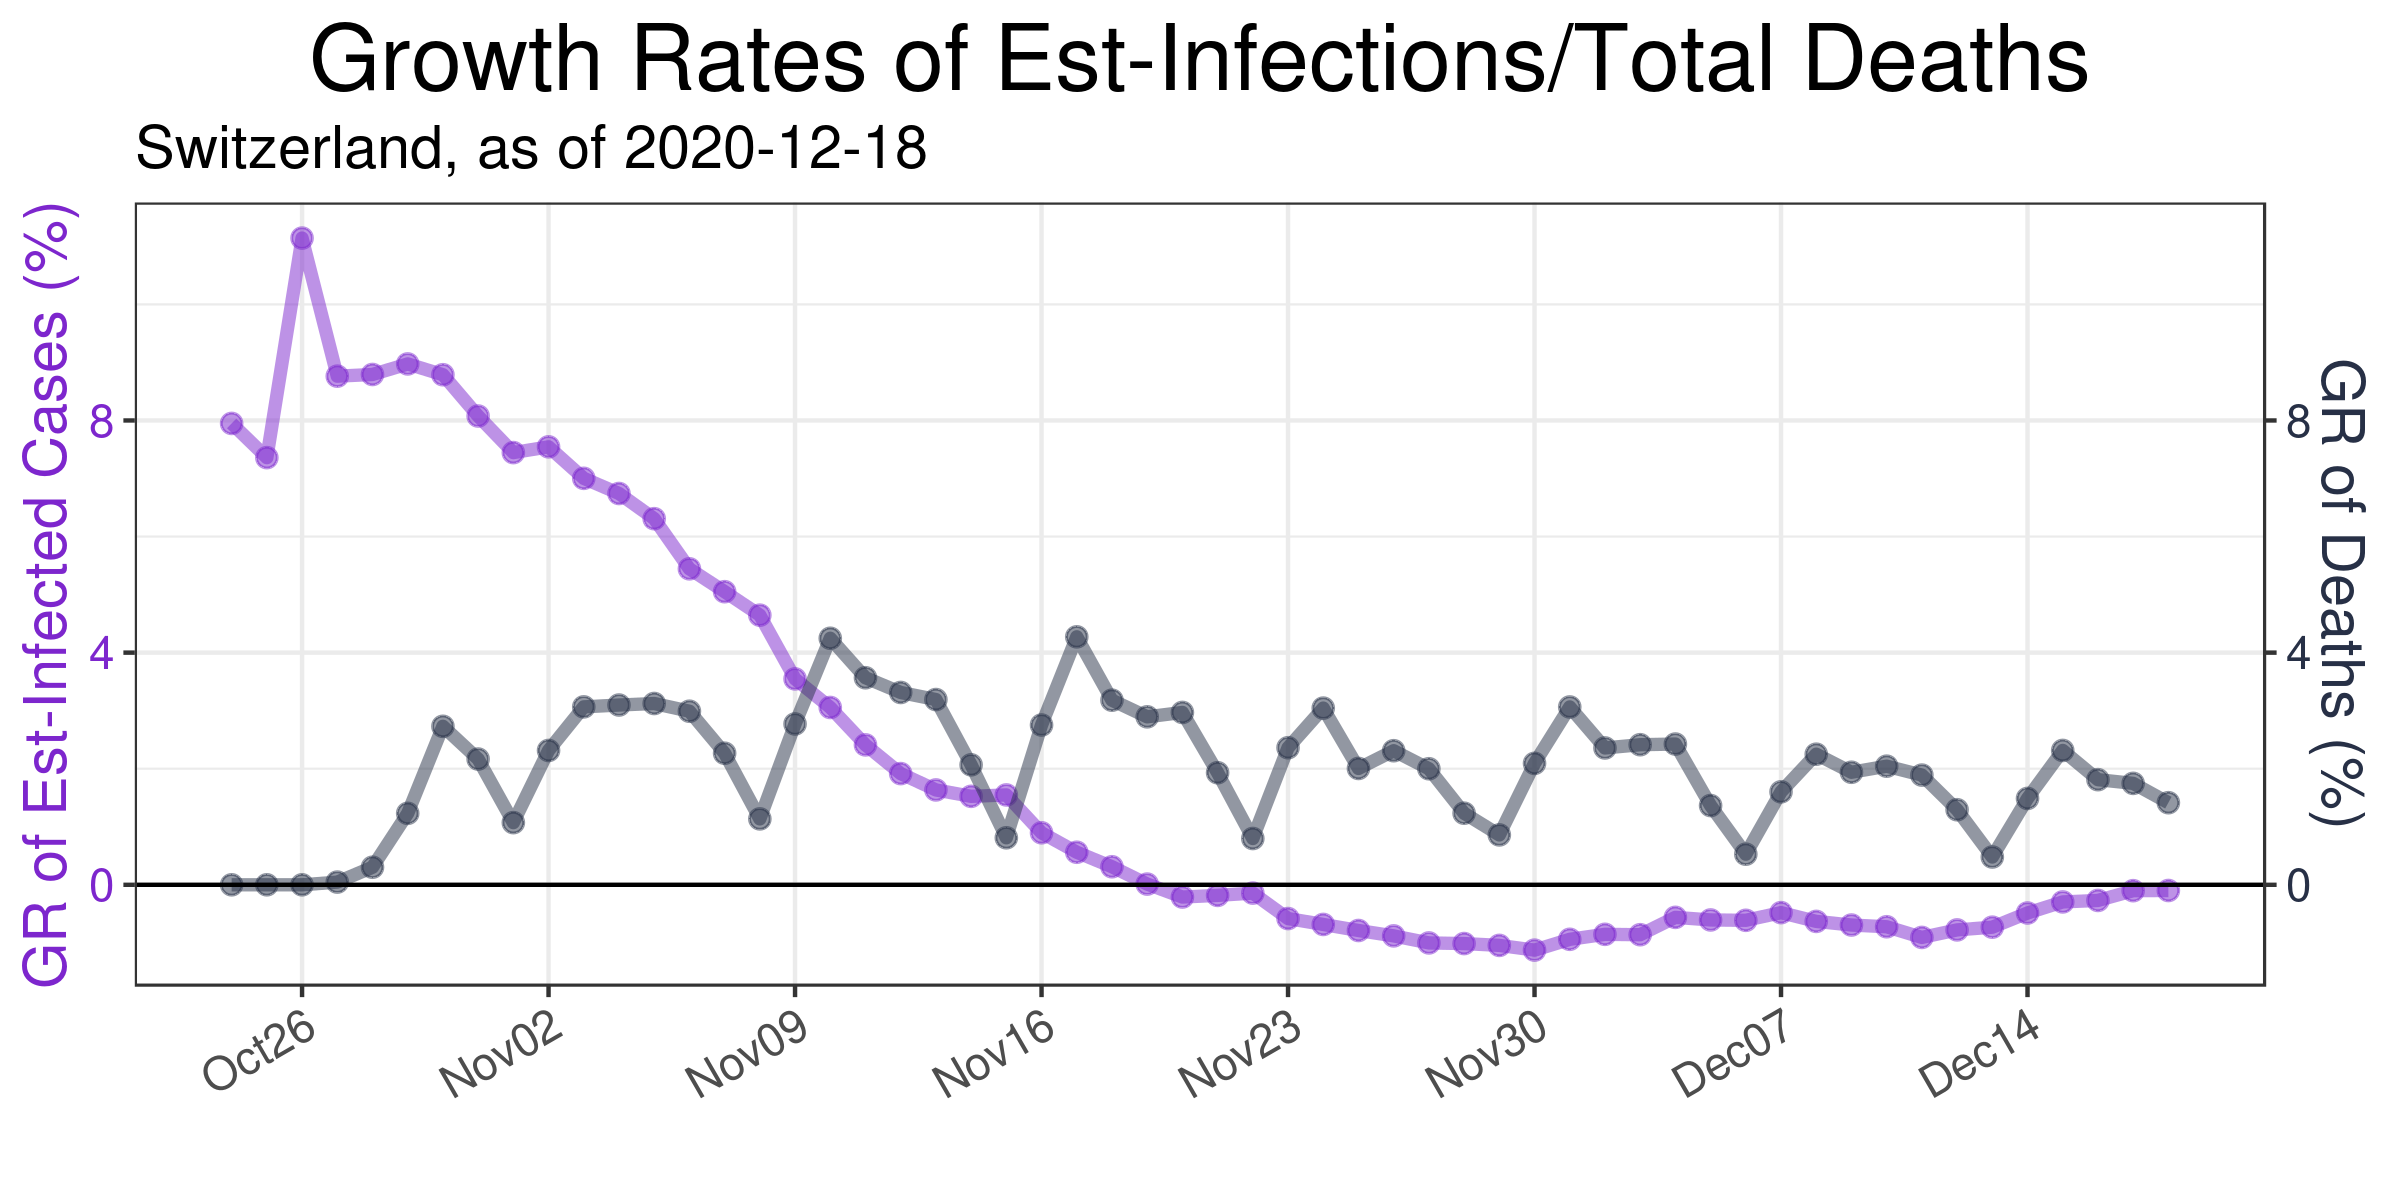 Growth Rates of Est-Infections/Total Deaths
Switzerland, as of 2020-12-18
GR of Est-Infected Cases (%)
8
4
0
8
4
0
GR of Deaths (%)
Oct26
Nov02
Nov09
Nov16
Nov23
Nov30
Dec07
Dec14